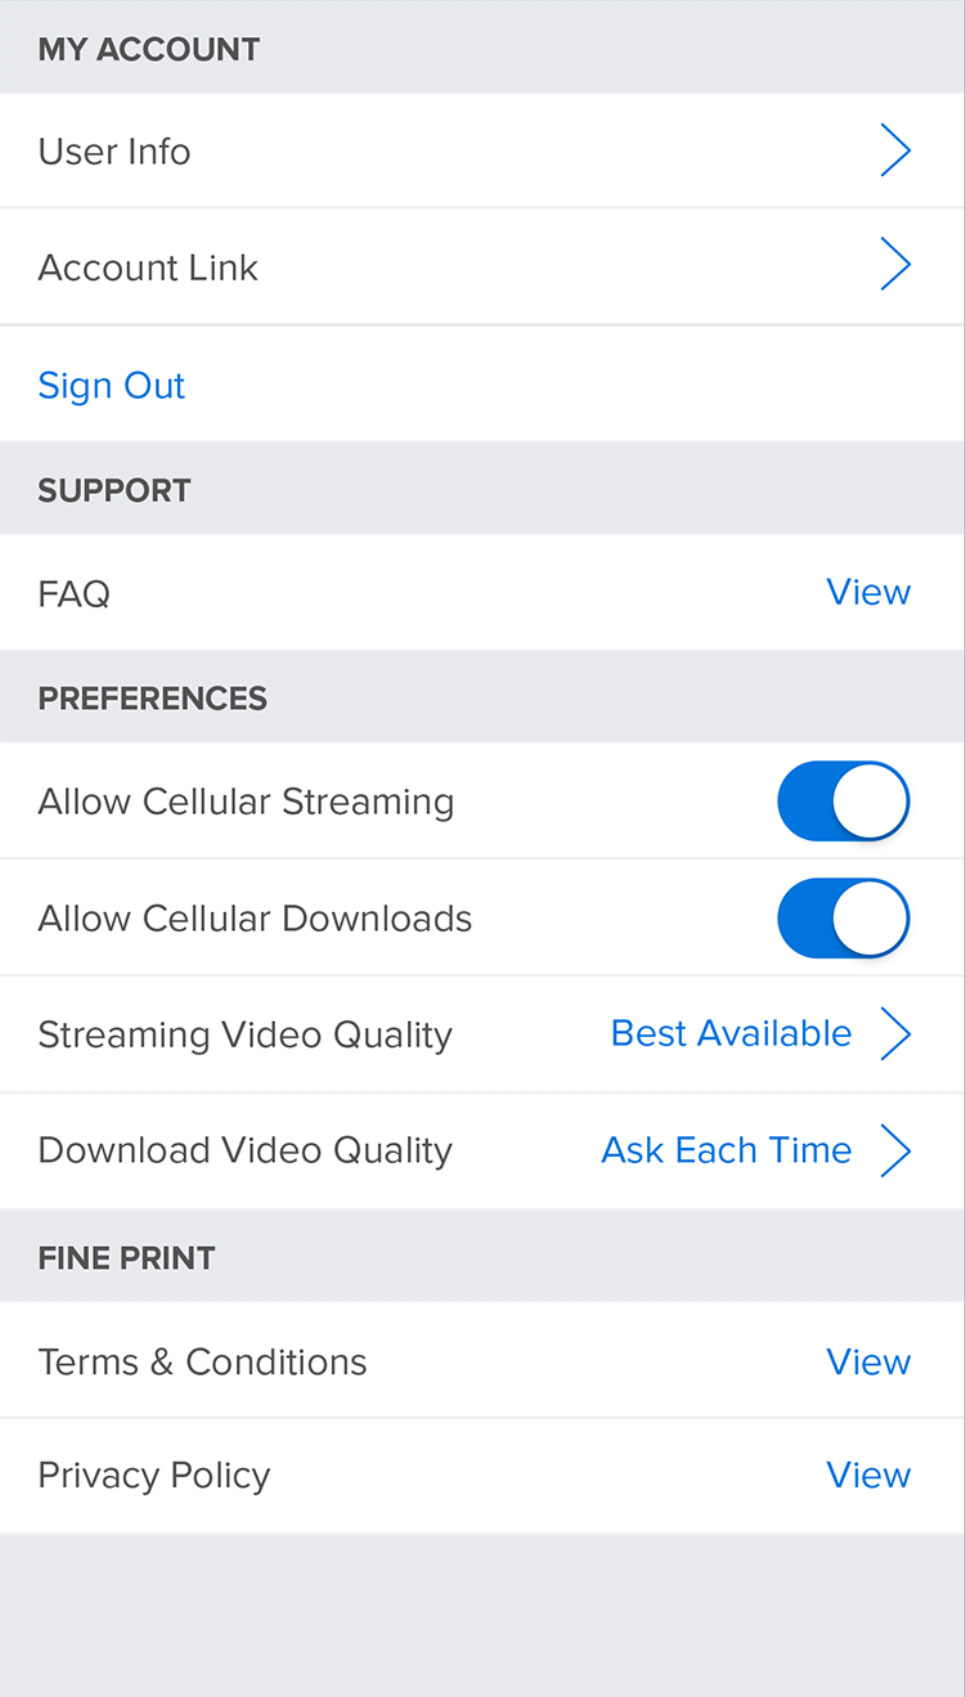 MY ACCOUNT
User Info
Account Link
Sign Out
SUPPORT
FAQ View
PREFERENCES
Allow Cellular Streaming
Allow Cellular Downloads
Streaming Video Quality Best Available
Download Video Quality Ask Each Time
FINE PRINT
Terms & Conditions View
Privacy Policy View